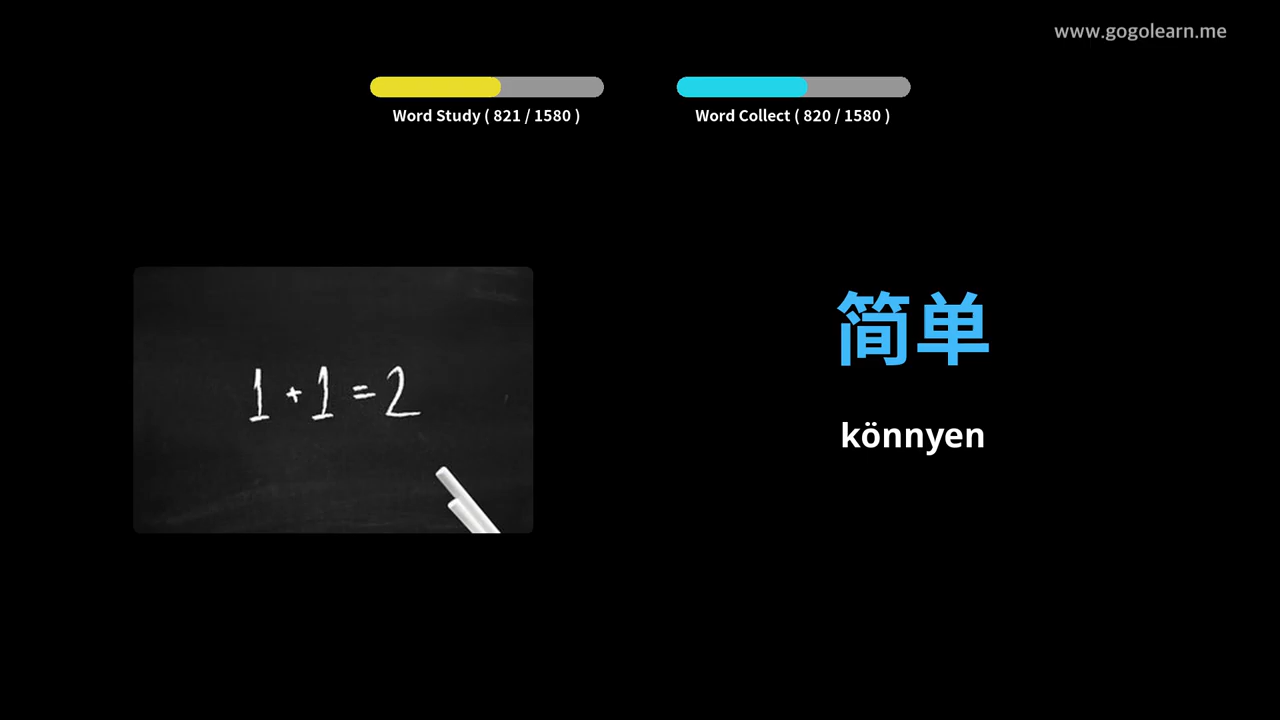 www.gogolearn.me
Word Study ( 821 / 1580 )
Word Collect ( 820 / 1580 )
1 + 1 = 2
简单
könnyen